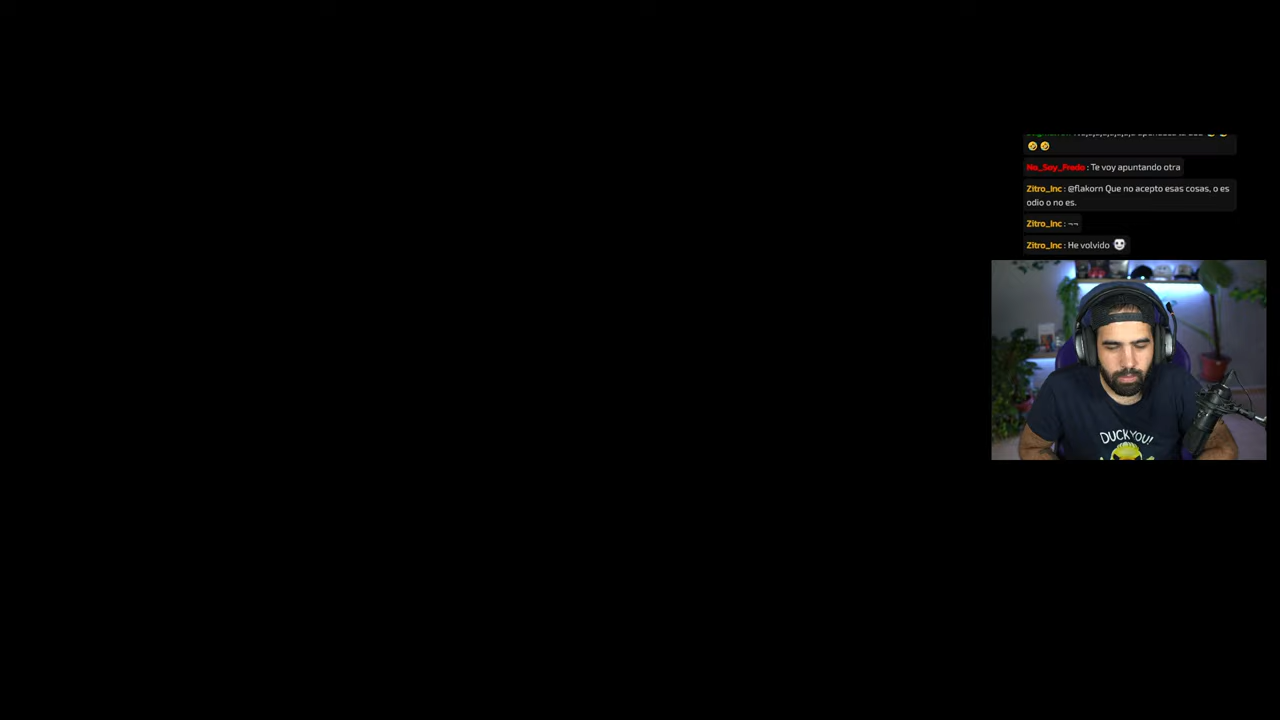 No_Soy_Fredo : Te voy apuntando otra
Zitro_Inc : @flakorn Que no acepto esas cosas, o es
odio o no es.
Zitro_Inc : ¬¬
Zitro_Inc : He volvido
DUCK YOU!